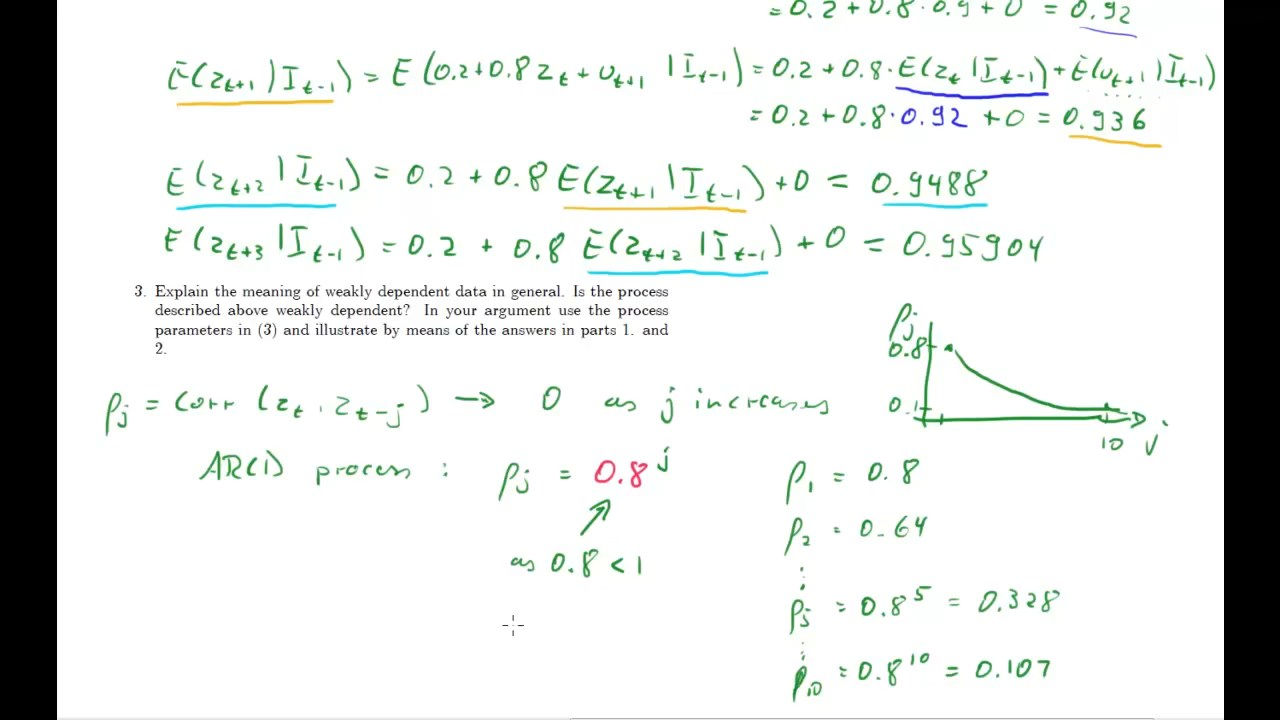 = 0.2 + 0.8 · 0.9 + 0 = 0.92
E(z_{t+1} | I_{t-1}) = E(0.2 + 0.8 z_t + u_{t+1} | I_{t-1}) = 0.2 + 0.8 · E(z_t | I_{t-1}) + E(u_{t+1} | I_{t-1})
= 0.2 + 0.8 · 0.92 + 0 = 0.936
E(z_{t+2} | I_{t-1}) = 0.2 + 0.8 E(z_{t+1} | I_{t-1}) + 0 = 0.9488
E(z_{t+3} | I_{t-1}) = 0.2 + 0.8 E(z_{t+2} | I_{t-1}) + 0 = 0.95904
3. Explain the meaning of weakly dependent data in general. Is the process
described above weakly dependent? In your argument use the process
parameters in (3) and illustrate by means of the answers in parts 1. and
2.
ρ_j
0.8
0.1
10 j
ρ_j = corr (z_t, z_{t-j}) → 0 as j increases
AR(1) process : ρ_j = 0.8^j
as 0.8 < 1
ρ_1 = 0.8
ρ_2 = 0.64
⋮
ρ_5 = 0.8^5 = 0.328
⋮
ρ_10 = 0.8^10 = 0.107